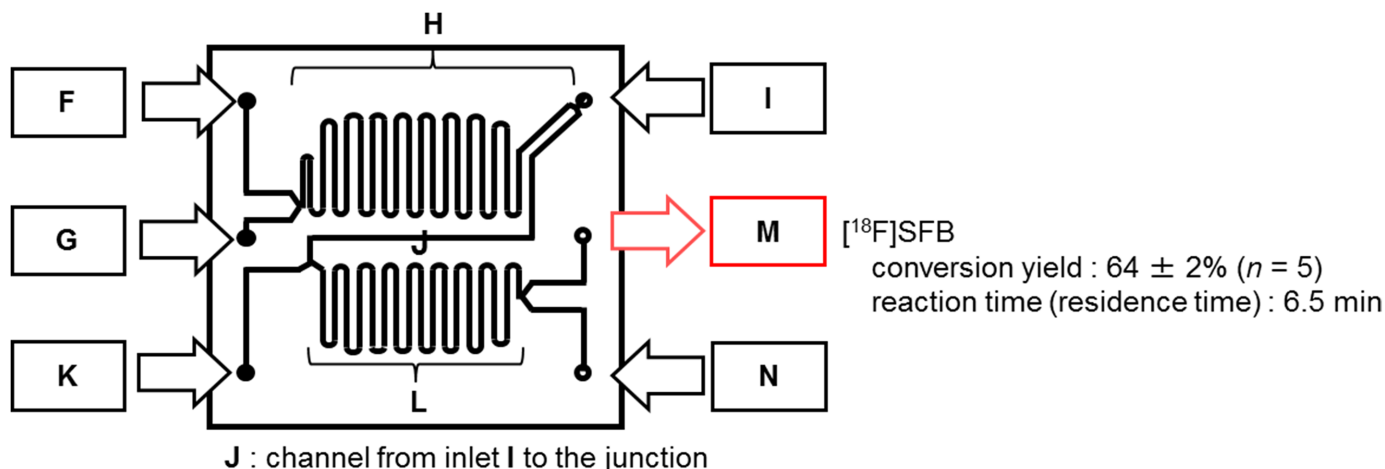 H
F
I
G
J
M
[¹⁸F]SFB
conversion yield : 64 ± 2% (n = 5)
reaction time (residence time) : 6.5 min
K
L
N
J : channel from inlet I to the junction